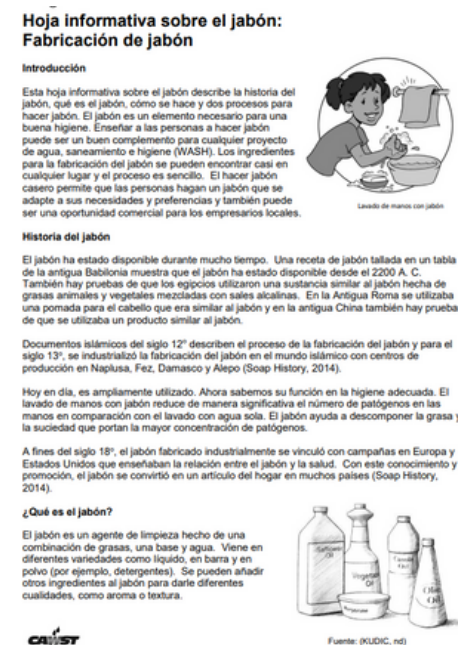 Hoja informativa sobre el jabón:
Fabricación de jabón
Introducción
Esta hoja informativa sobre el jabón describe la historia del
jabón, qué es el jabón, cómo se hace y dos procesos para
hacer jabón. El jabón es un elemento necesario para una
buena higiene. Enseñar a las personas a hacer jabón
puede ser un buen complemento para cualquier proyecto
de agua, saneamiento e higiene (WASH). Los ingredientes
para la fabricación del jabón se pueden encontrar casi en
cualquier lugar y el proceso es sencillo. El hacer jabón
casero permite que las personas hagan un jabón que se
adapte a sus necesidades y preferencias y también puede
ser una oportunidad comercial para los empresarios locales.
Lavado de manos con jabón
Historia del jabón
El jabón ha estado disponible durante mucho tiempo. Una receta de jabón tallada en un tabla
de la antigua Babilonia muestra que el jabón ha estado disponible desde el 2200 A. C.
También hay pruebas de que los egipcios utilizaron una sustancia similar al jabón hecha de
grasas animales y vegetales mezcladas con sales alcalinas. En la Antigua Roma se utilizaba
una pomada para el cabello que era similar al jabón y en la antigua China también hay prueba
de que se utilizaba un producto similar al jabón.
Documentos islámicos del siglo 12° describen el proceso de la fabricación del jabón y para el
siglo 13°, se industrializó la fabricación del jabón en el mundo islámico con centros de
producción en Naplusa, Fez, Damasco y Alepo (Soap History, 2014).
Hoy en día, es ampliamente utilizado. Ahora sabemos su función en la higiene adecuada. El
lavado de manos con jabón reduce de manera significativa el número de patógenos en las
manos en comparación con el lavado con agua sola. El jabón ayuda a descomponer la grasa y
la suciedad que portan la mayor concentración de patógenos.
A fines del siglo 18°, el jabón fabricado industrialmente se vinculó con campañas en Europa y
Estados Unidos que enseñaban la relación entre el jabón y la salud. Con este conocimiento y
promoción, el jabón se convirtió en un artículo del hogar en muchos países (Soap History,
2014).
¿Qué es el jabón?
El jabón es un agente de limpieza hecho de una
combinación de grasas, una base y agua. Viene en
diferentes variedades como líquido, en barra y en
polvo (por ejemplo, detergentes). Se pueden añadir
otros ingredientes al jabón para darle diferentes
cualidades, como aroma o textura.
Safflower
Oil
Vegetable
Oil
Canola
Oil
Olive
Oil
CAWST
Fuente: (KUDIC, nd)